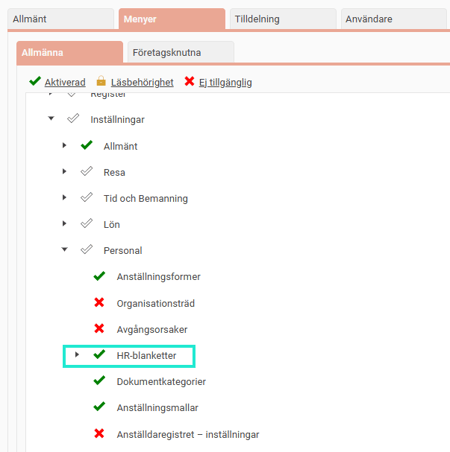 Allmänt Menyer Tilldelning Användare
Allmänna Företagsknutna
Aktiverad Läsbehörighet Ej tillgänglig
Register
Inställningar
Allmänt
Resa
Tid och Bemanning
Lön
Personal
Anställningsformer
Organisationsträd
Avgångsorsaker
HR-blanketter
Dokumentkategorier
Anställningsmallar
Anställdaregistret – inställningar